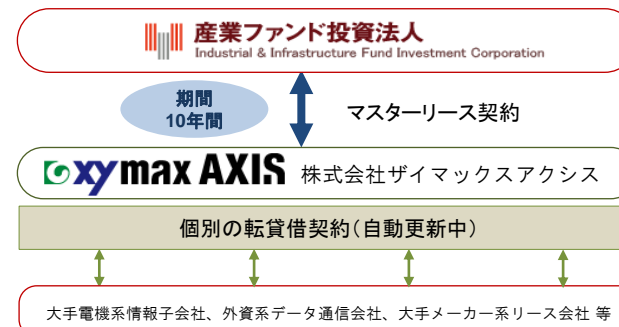 産業ファンド投資法人
Industrial & Infrastructure Fund Investment Corporation
期間
10年間
マスターリース契約
xymax AXIS 株式会社ザイマックスアクシス
個別の転貸借契約(自動更新中)
大手電機系情報子会社、外資系データ通信会社、大手メーカー系リース会社 等